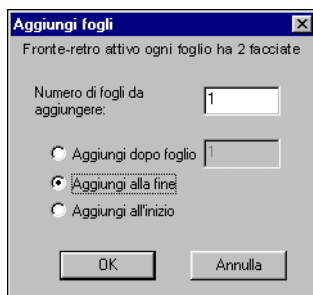 Aggiungi fogli
Fronte-retro attivo ogni foglio ha 2 facciate
Numero di fogli da
aggiungere:
1
Aggiungi dopo foglio 1
Aggiungi alla fine
Aggiungi all'inizio
OK Annulla